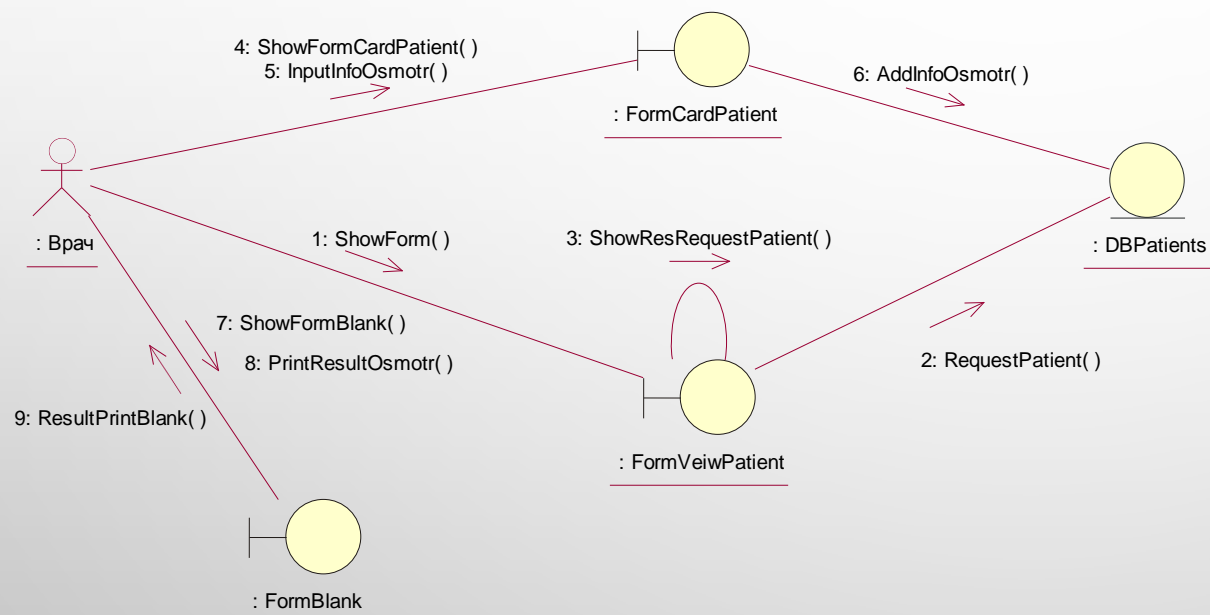 4: ShowFormCardPatient( )
5: InputInfoOsmotr( )
6: AddInfoOsmotr( )
: FormCardPatient
: Врач
1: ShowForm( )
3: ShowResRequestPatient( )
: DBPatients
7: ShowFormBlank( )
8: PrintResultOsmotr( )
2: RequestPatient( )
9: ResultPrintBlank( )
: FormVeiwPatient
: FormBlank